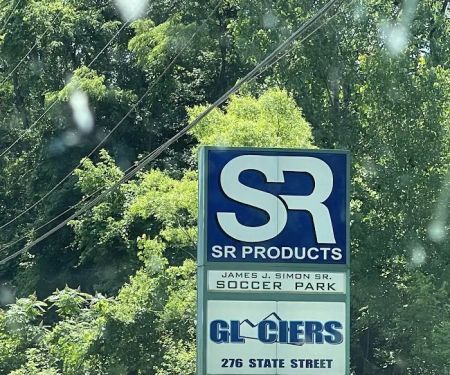 SR
SR PRODUCTS
JAMES J. SIMON SR.
SOCCER PARK
GLACIERS
276 STATE STREET